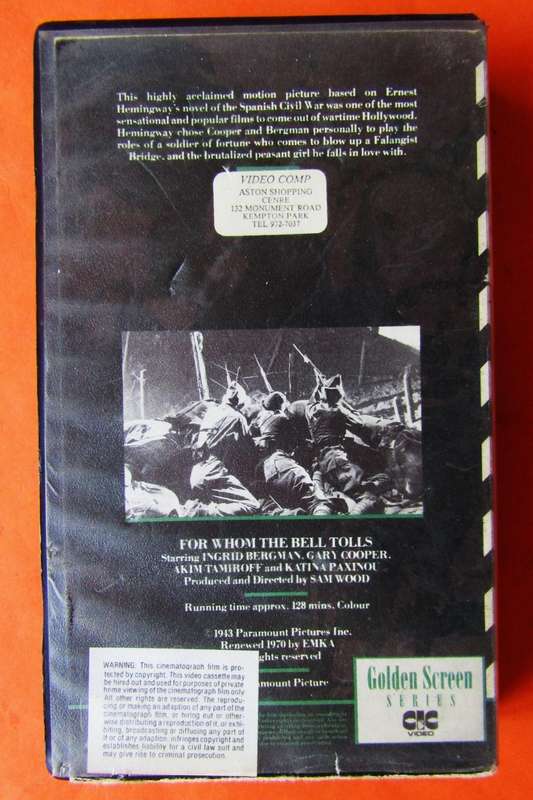 This highly acclaimed motion picture based on Ernest
Hemingway's novel of the Spanish Civil War was one of the most
sensational and popular films to come out of wartime Hollywood.
Hemingway chose Cooper and Bergman personally to play the
roles of a soldier of fortune who comes to blow up a Falangist
Bridge, and the brutalized peasant girl he falls in love with.
VIDEO COMP
ASTON SHOPPING
CENRE
132 MONUMENT ROAD
KEMPTON PARK
TEL 972-7037
FOR WHOM THE BELL TOLLS
Starring INGRID BERGMAN, GARY COOPER,
AKIM TAMIROFF and KATINA PAXINOU
Produced and Directed by SAM WOOD
Running time approx. 128 mins. Colour
©1943 Paramount Pictures Inc.
Renewed 1970 by EMKA
rights reserved
Paramount Picture
WARNING: This cinematograph film is pro-
tected by copyright. This video cassette may
be hired out and used for purposes of private
home viewing of the cinematograph film only
All other rights are reserved. The reprodu-
cing or making an adaption of any part of the
cinematograph film, or hiring out or other-
wise distributing a reproduction of it, or exhi-
biting, broadcasting or diffusing any part of
it or of any adaption, infringes copyright and
establishes liability for a civil law suit and
may give rise to criminal prosecution.
Golden Screen
SERIES
CIC
VIDEO